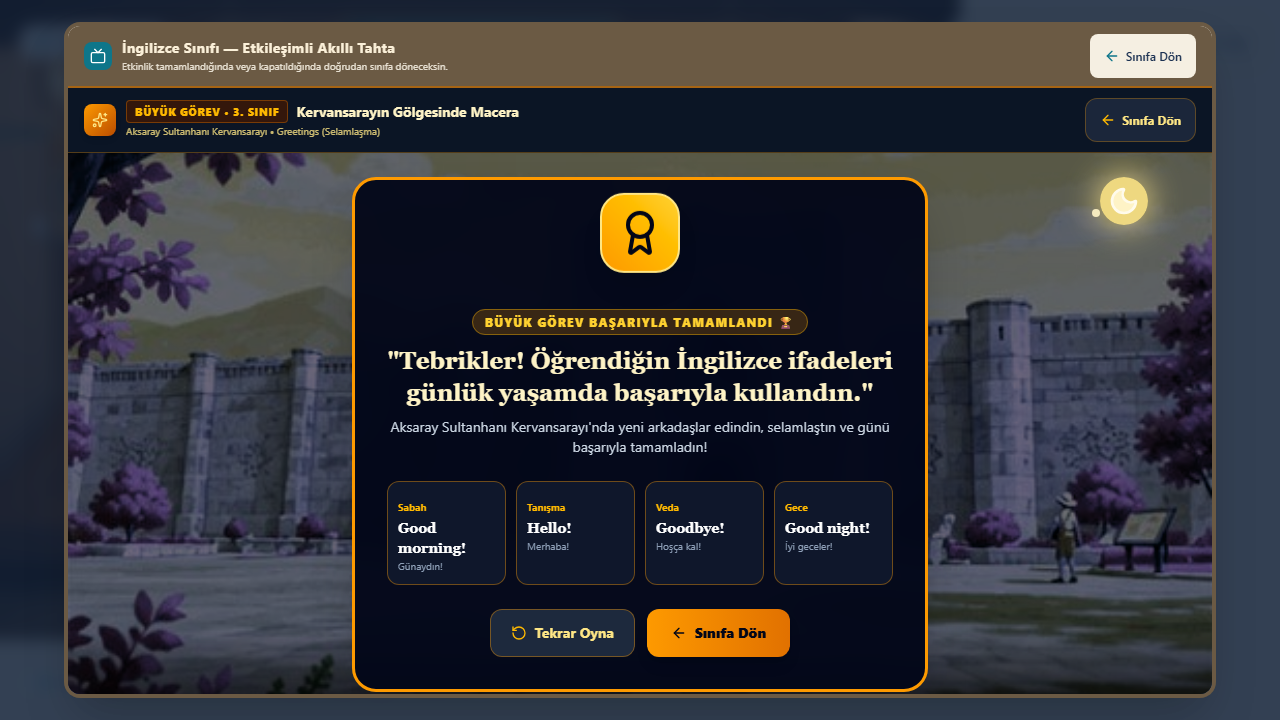 İngilizce Sınıfı — Etkileşimli Akıllı Tahta
Etkinlik tamamlandığında veya kapatıldığında doğrudan sınıfa döneceksin.
Sınıfa Dön
BÜYÜK GÖREV • 3. SINIF
Kervansarayın Gölgesinde Macera
Aksaray Sultanhanı Kervansarayı • Greetings (Selamlaşma)
Sınıfa Dön
BÜYÜK GÖREV BAŞARIYLA TAMAMLANDI 🏆
"Tebrikler! Öğrendiğin İngilizce ifadeleri
günlük yaşamda başarıyla kullandın."
Aksaray Sultanhanı Kervansarayı'nda yeni arkadaşlar edindin, selamlaştın ve günü
başarıyla tamamladın!
Sabah
Good
morning!
Günaydın!
Tanışma
Hello!
Merhaba!
Veda
Goodbye!
Hoşça kal!
Gece
Good night!
İyi geceler!
Tekrar Oyna
Sınıfa Dön